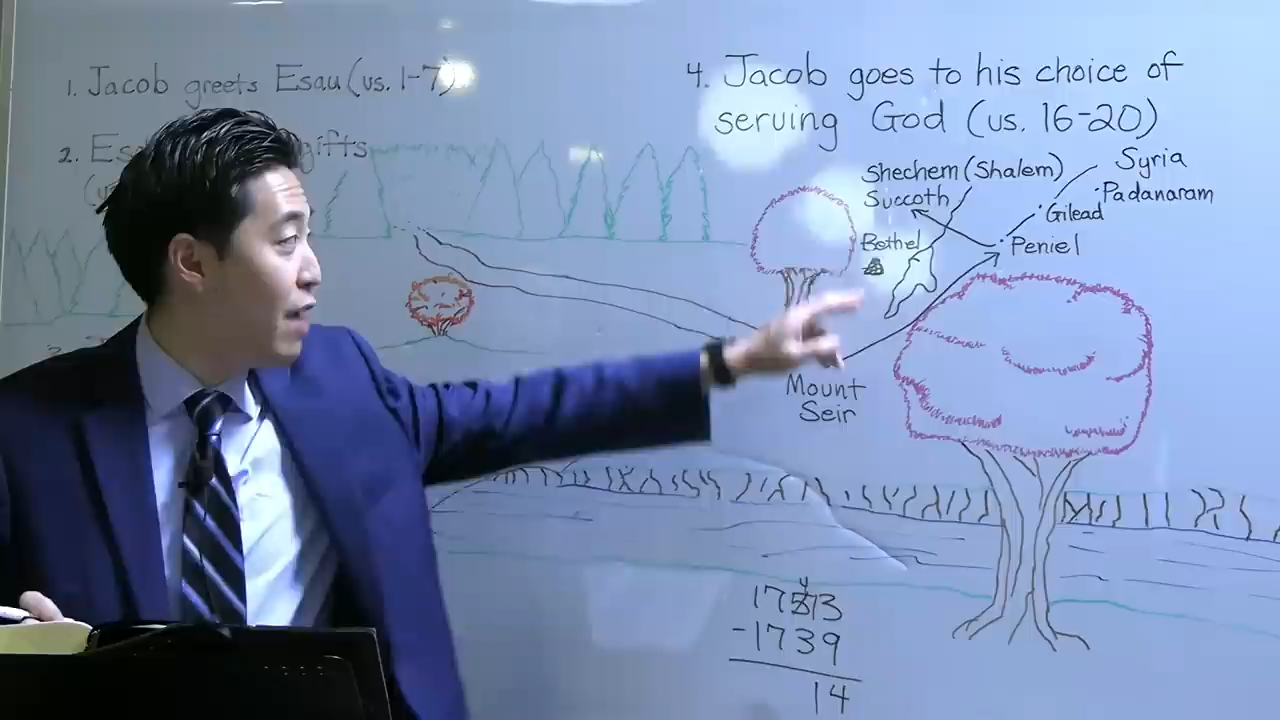 1. Jacob greets Esau (vs. 1-7)
2. Es gifts
4. Jacob goes to his choice of
serving God (vs. 16-20)
Shechem (Shalem)
Syria
Succoth
Padanaram
Gilead
Bethel
Peniel
Mount
Seir
4
1753
-1739
14